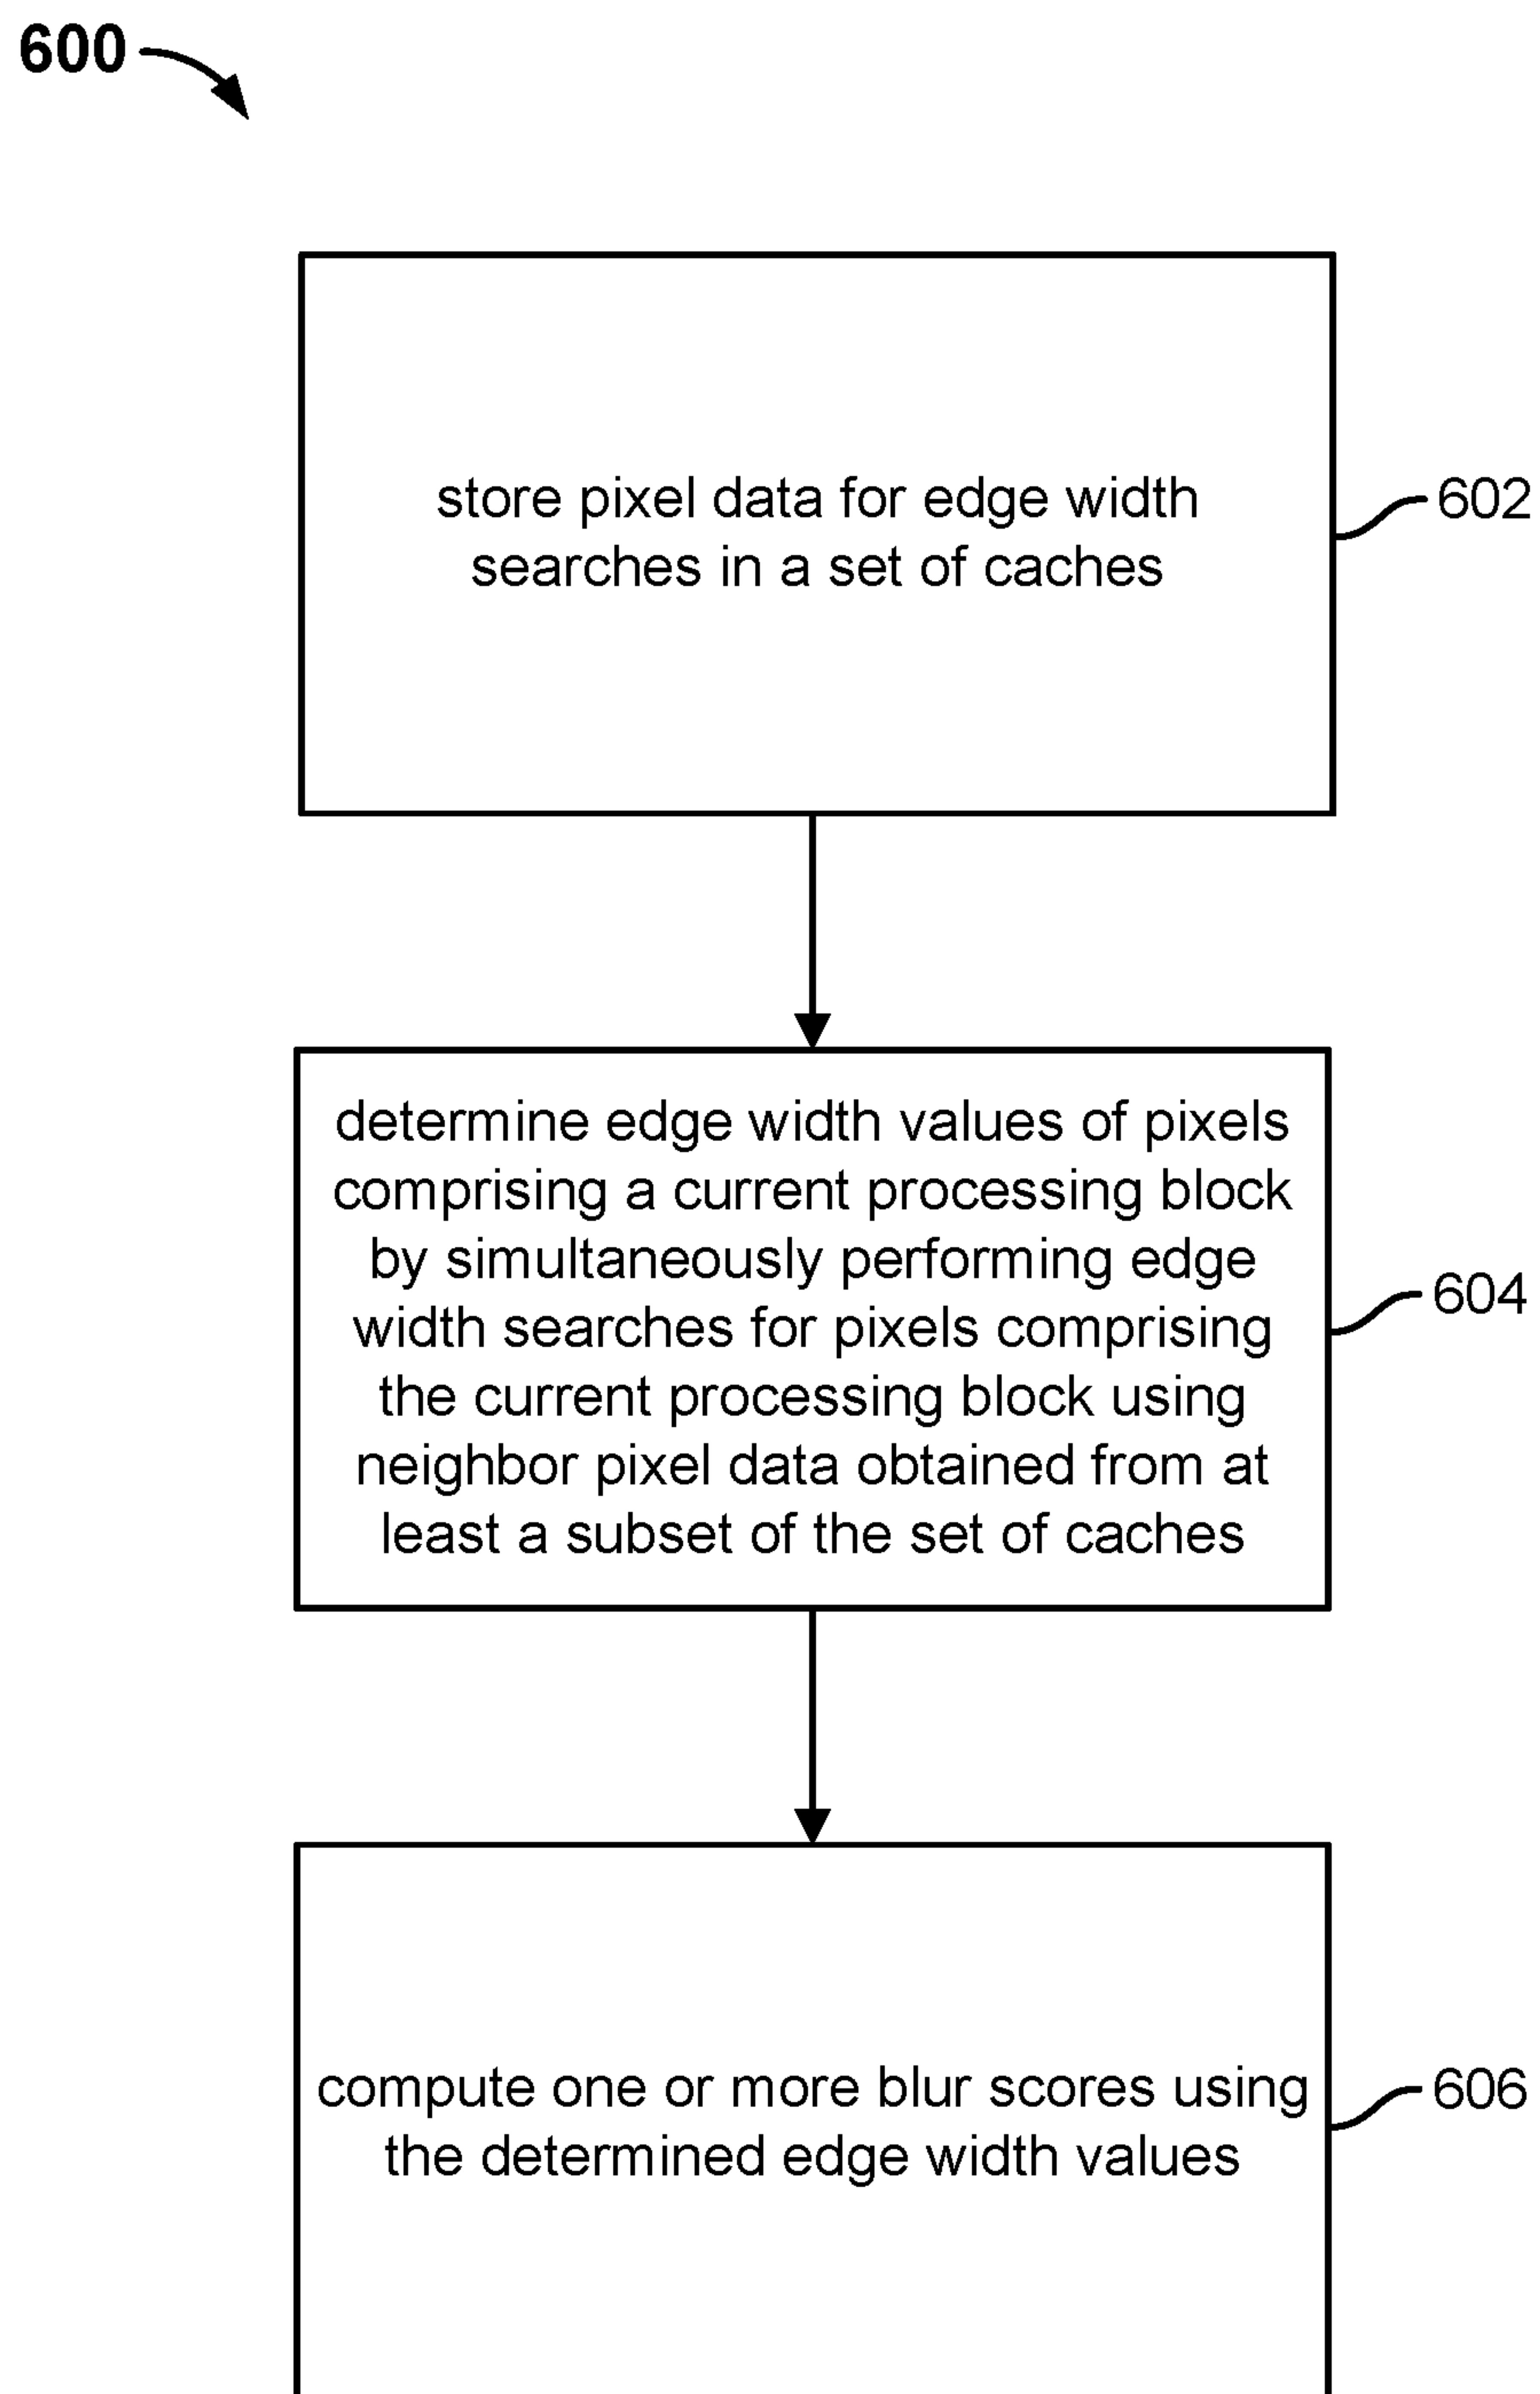 600
store pixel data for edge width
searches in a set of caches
602
determine edge width values of pixels
comprising a current processing block
by simultaneously performing edge
width searches for pixels comprising
the current processing block using
neighbor pixel data obtained from at
least a subset of the set of caches
604
compute one or more blur scores using
the determined edge width values
606